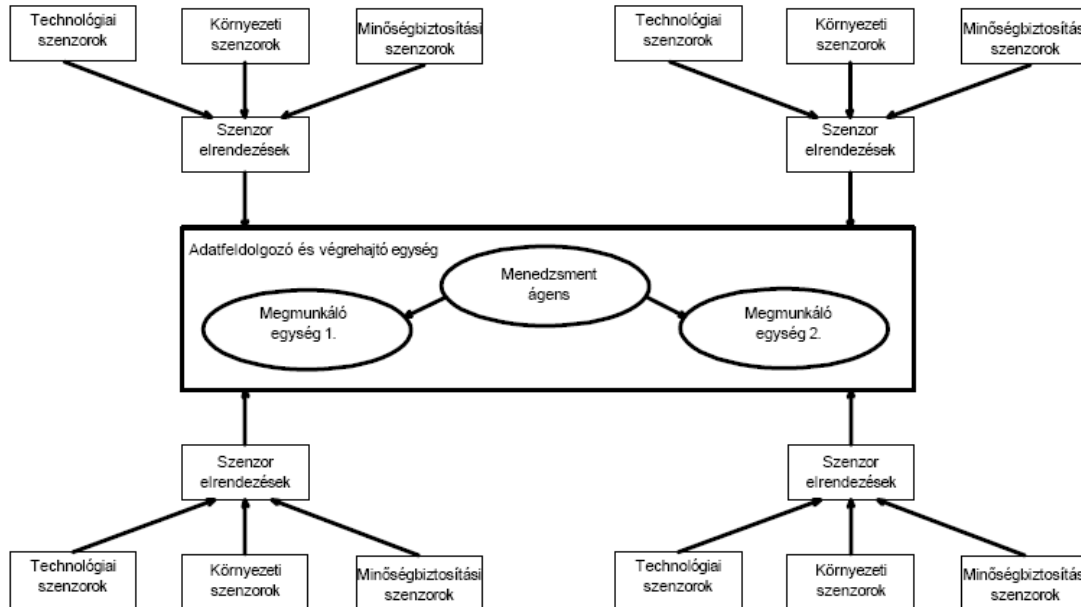 Technológiai
szenzorok
Környezeti
szenzorok
Minőségbiztosítási
szenzorok
Technológiai
szenzorok
Környezeti
szenzorok
Minőségbiztosítási
szenzorok
Szenzor
elrendezések
Szenzor
elrendezések
Adatfeldolgozó és végrehajtó egység
Menedzsment
ágens
Megmunkáló
egység 1.
Megmunkáló
egység 2.
Szenzor
elrendezések
Szenzor
elrendezések
Technológiai
szenzorok
Környezeti
szenzorok
Minőségbiztosítási
szenzorok
Technológiai
szenzorok
Környezeti
szenzorok
Minőségbiztosítási
szenzorok